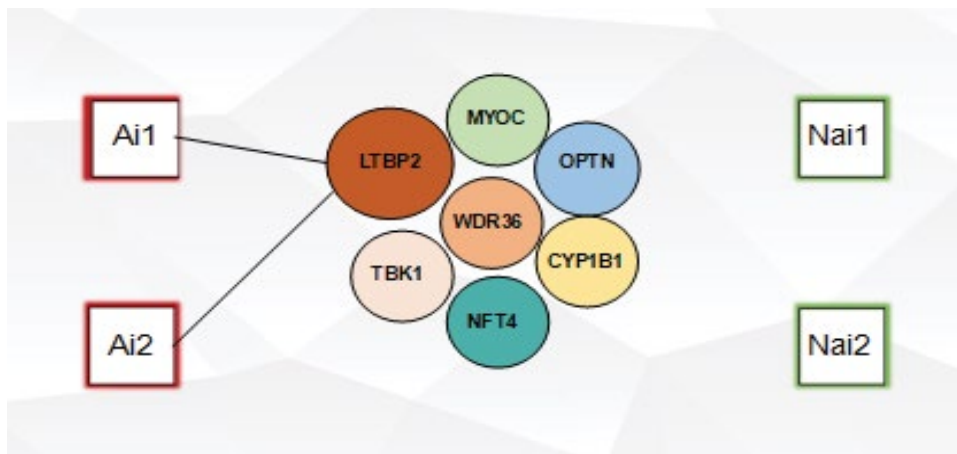 Ai1
MYOC
Nai1
LTBP2
OPTN
WDR36
CYP1B1
TBK1
NFT4
Ai2
Nai2